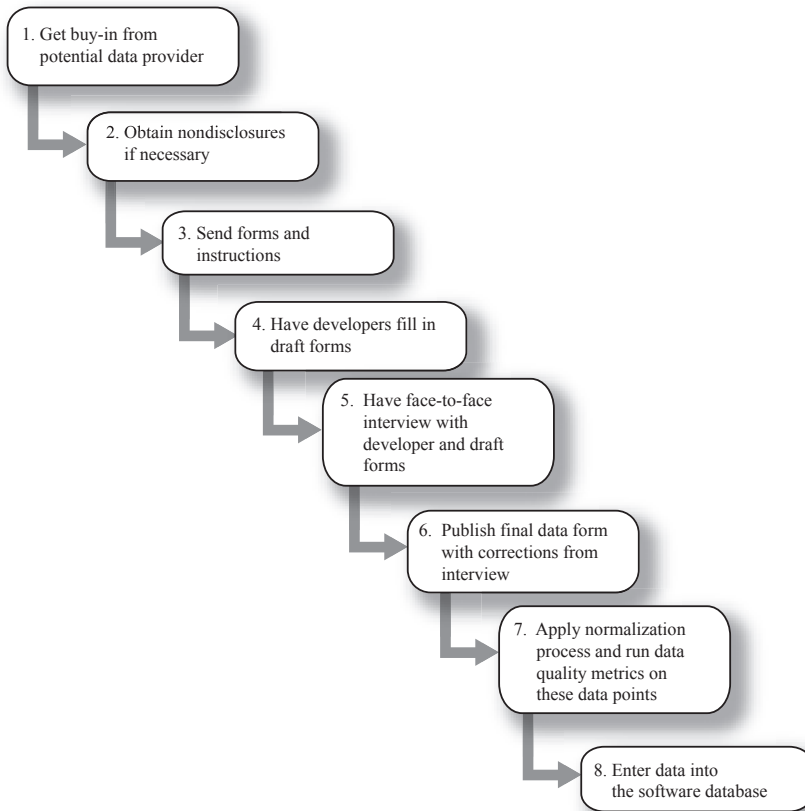 1. Get buy-in from
potential data provider
2. Obtain nondisclosures
if necessary
3. Send forms and
instructions
4. Have developers fill in
draft forms
5. Have face-to-face
interview with
developer and draft
forms
6. Publish final data form
with corrections from
interview
7. Apply normalization
process and run data
quality metrics on
these data points
8. Enter data into
the software database